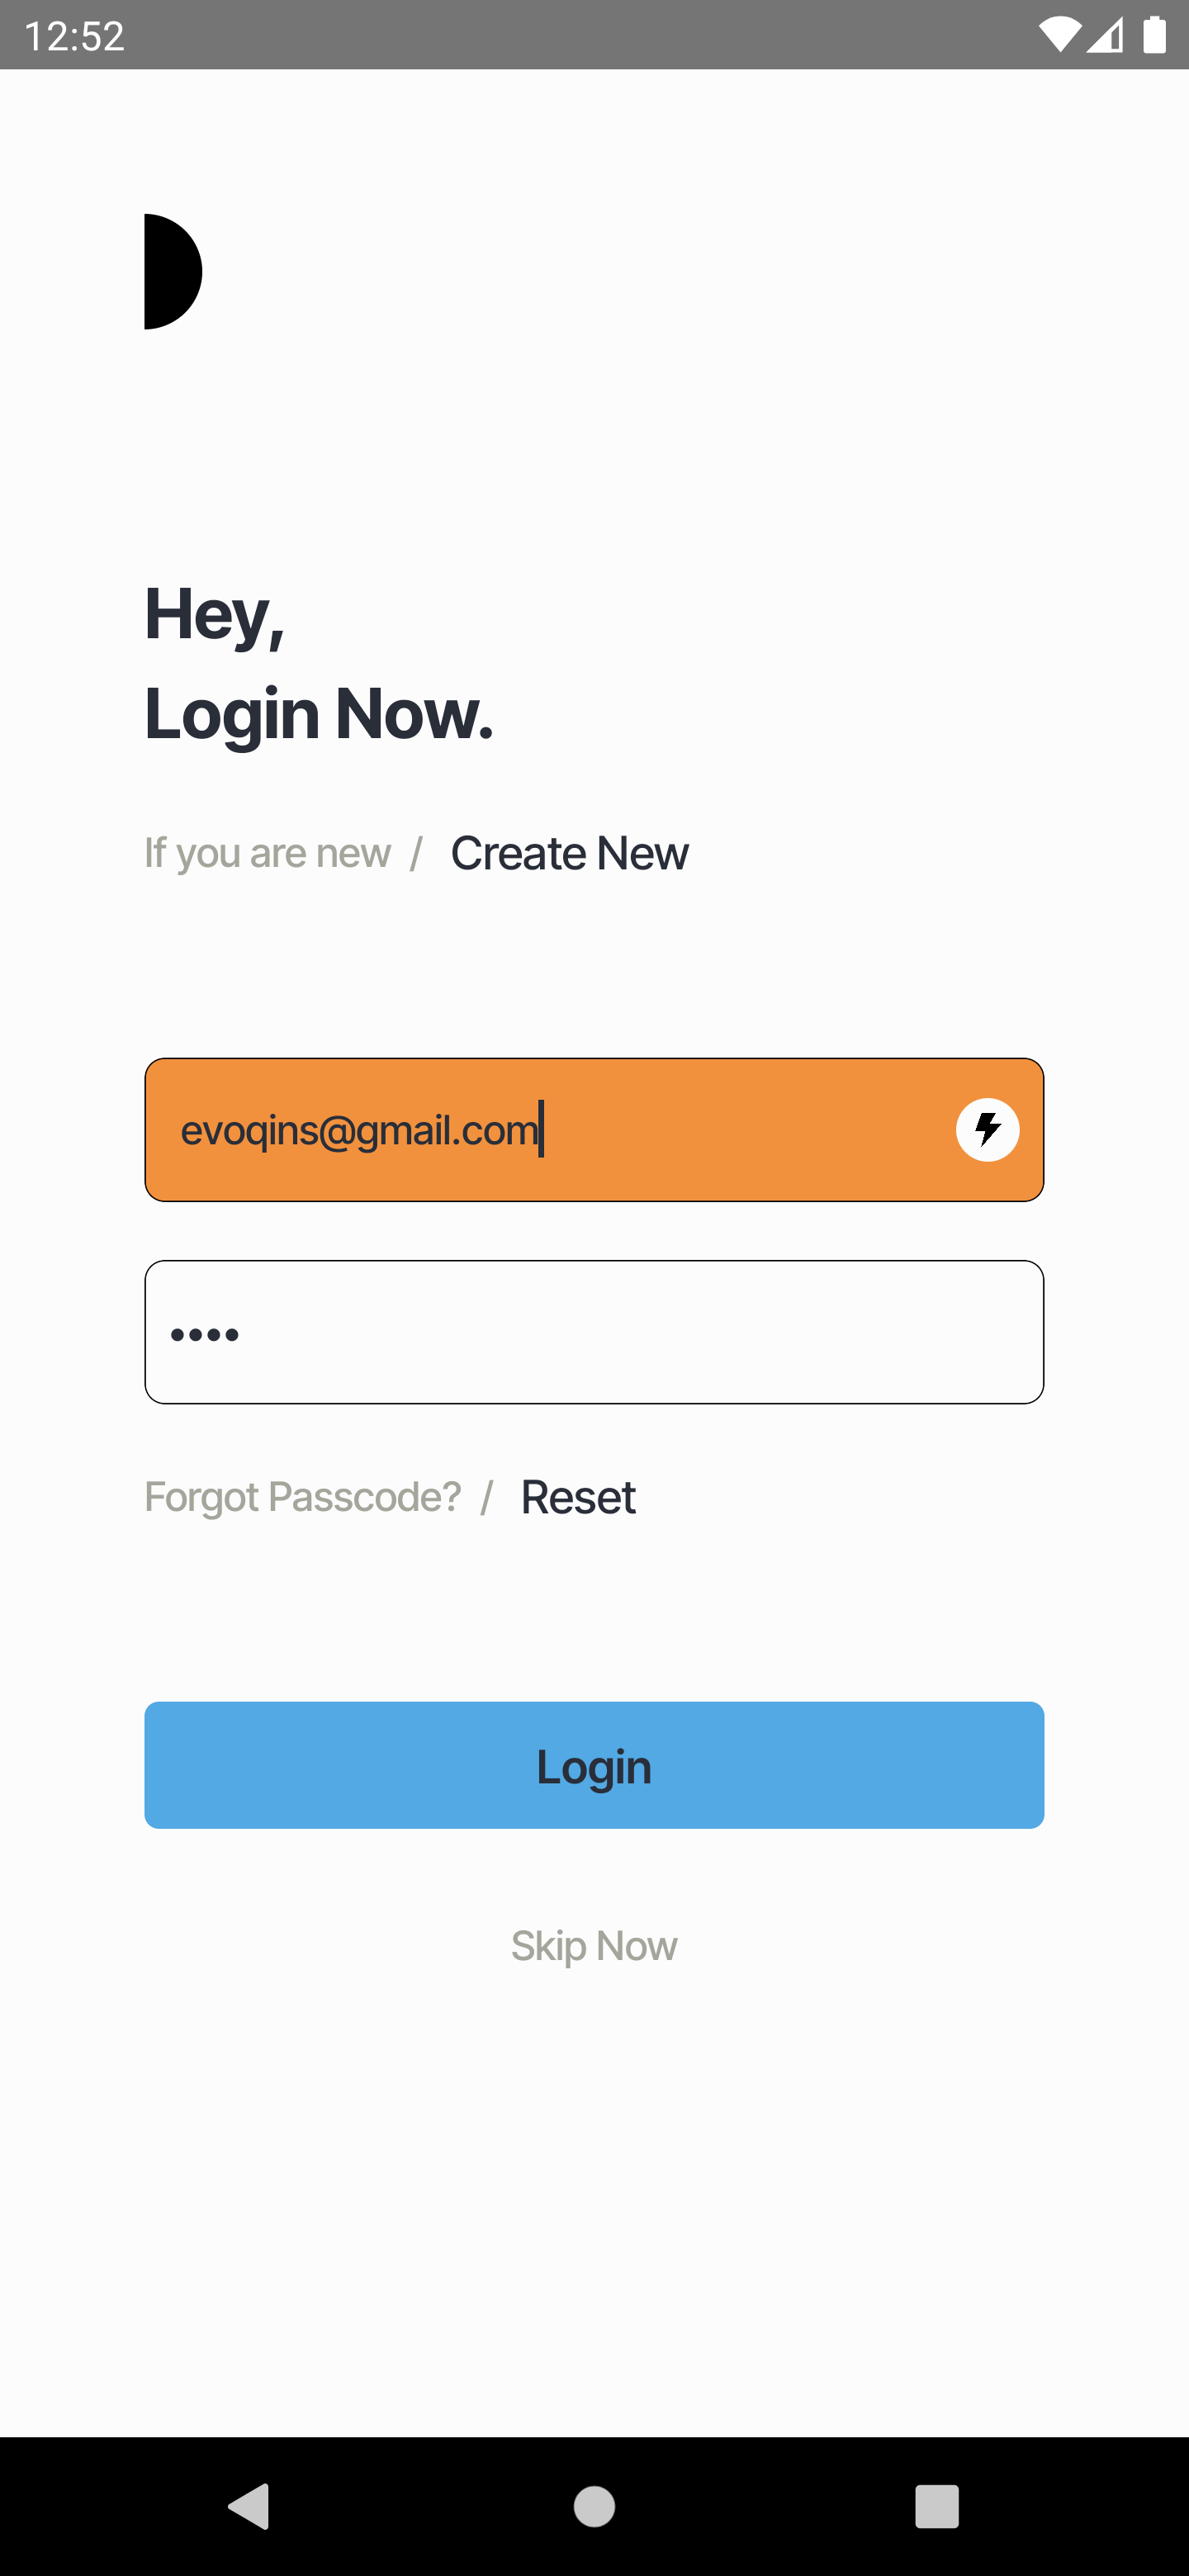 12:52
Hey,
Login Now.
If you are new / Create New
evoqins@gmail.com
••••
Forgot Passcode? / Reset
Login
Skip Now